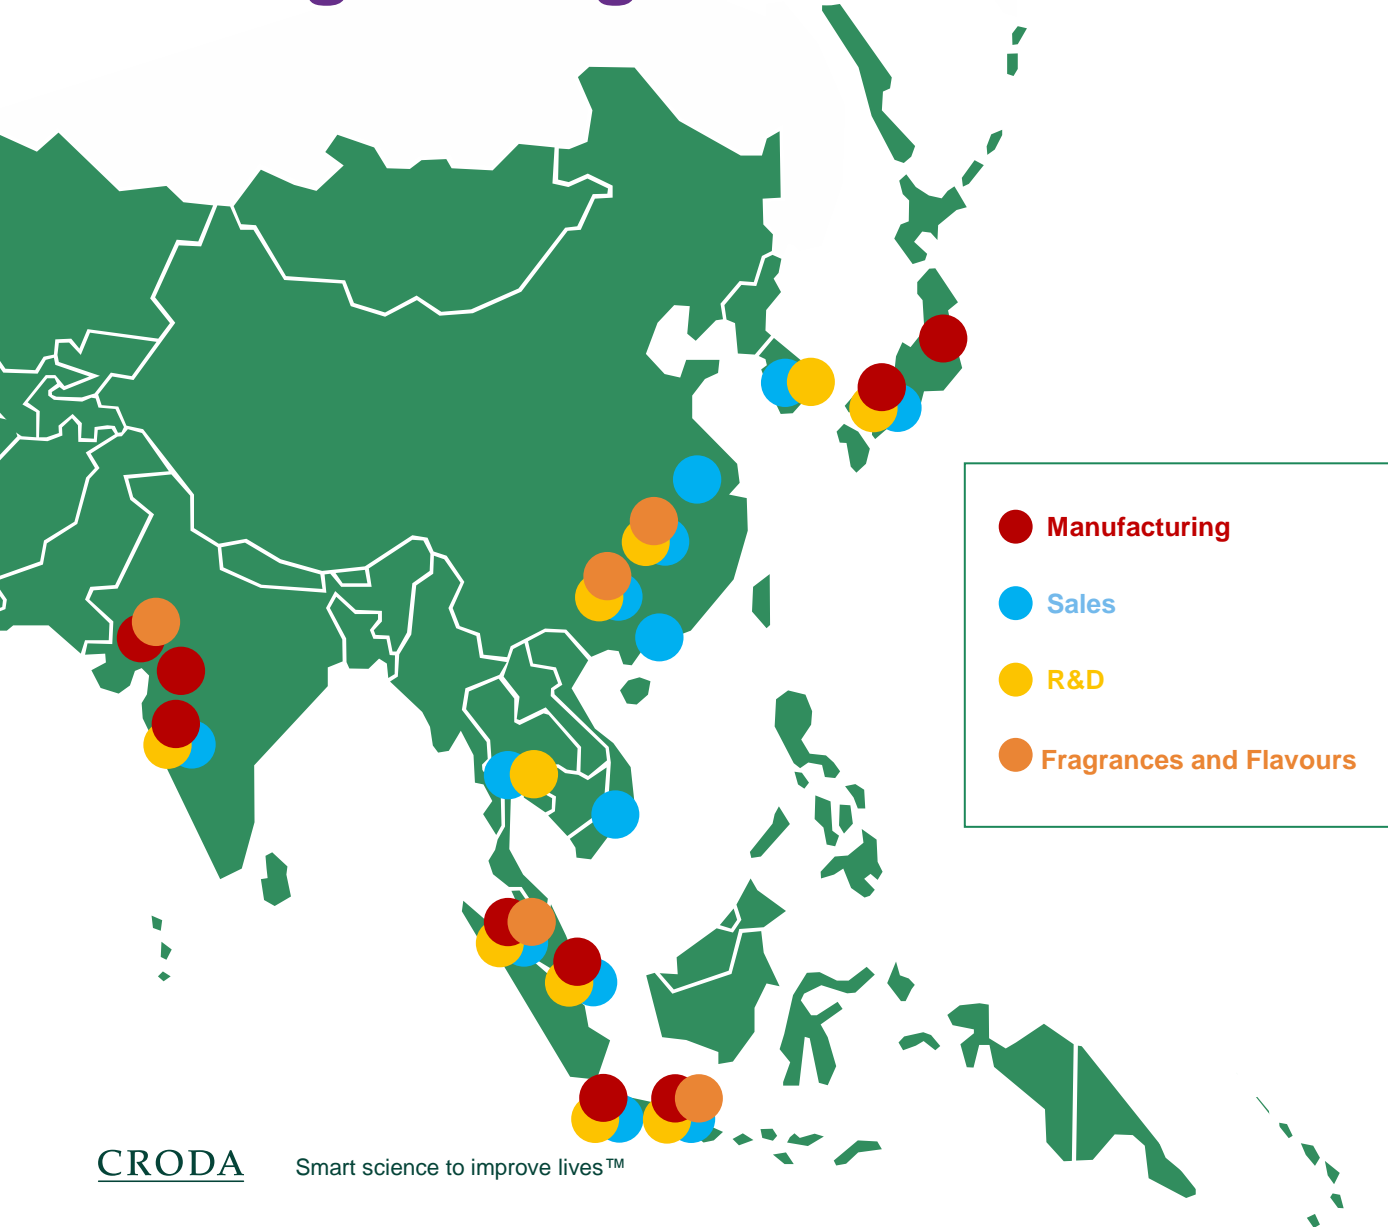 Manufacturing
Sales
R&D
Fragrances and Flavours
CRODA
Smart science to improve lives™